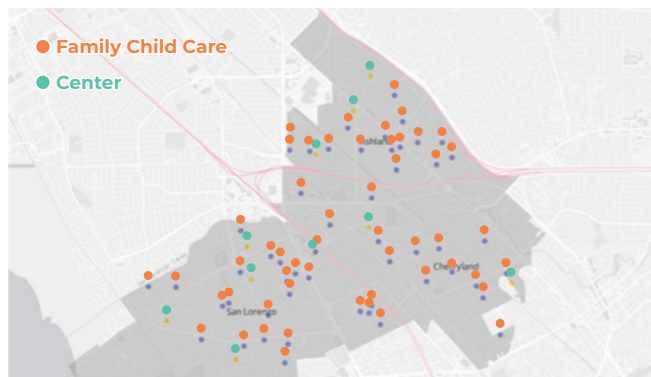 Family Child Care
Center
Ashland
Cherryland
San Lorenzo